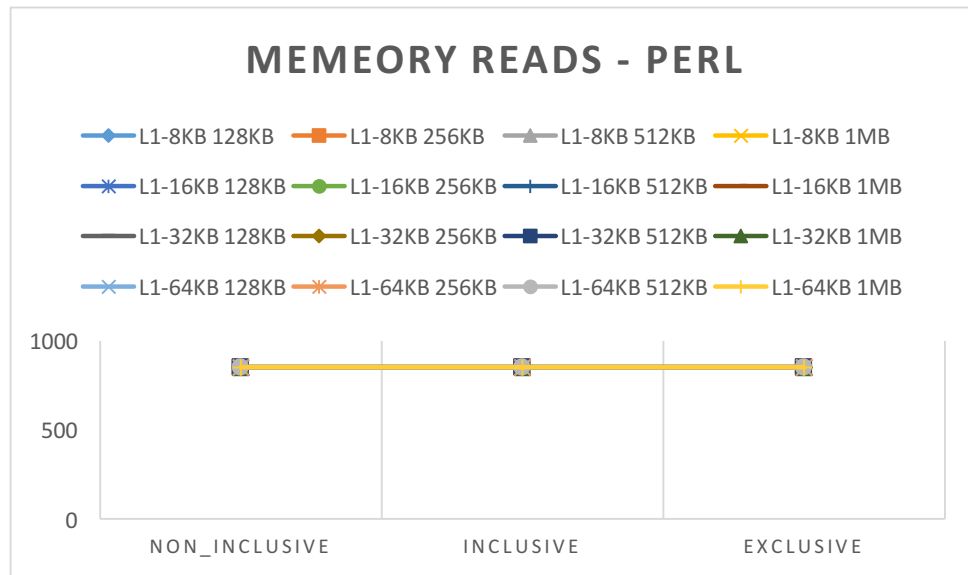 MEMEORY READS - PERL
L1-8KB 128KB L1-8KB 256KB L1-8KB 512KB L1-8KB 1MB
L1-16KB 128KB L1-16KB 256KB L1-16KB 512KB L1-16KB 1MB
L1-32KB 128KB L1-32KB 256KB L1-32KB 512KB L1-32KB 1MB
L1-64KB 128KB L1-64KB 256KB L1-64KB 512KB L1-64KB 1MB
1000
500
0
NON_INCLUSIVE INCLUSIVE EXCLUSIVE